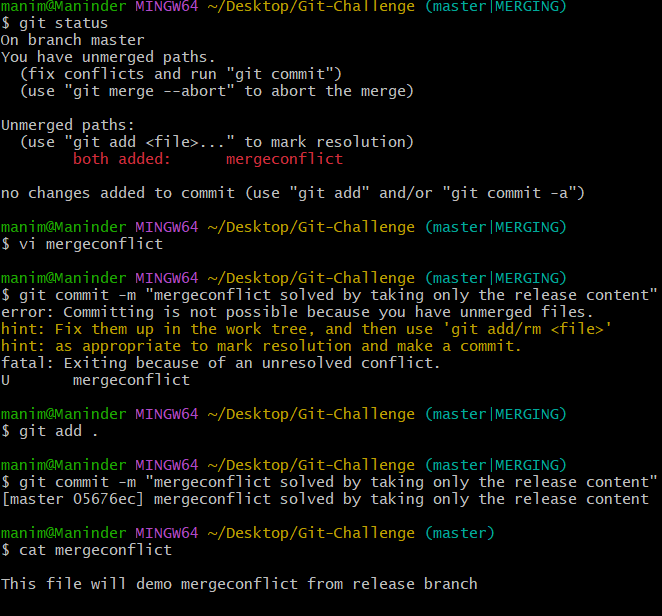 manim@Maninder MINGW64 ~/Desktop/Git-Challenge (master|MERGING)
$ git status
On branch master
You have unmerged paths.
  (fix conflicts and run "git commit")
  (use "git merge --abort" to abort the merge)

Unmerged paths:
  (use "git add <file>..." to mark resolution)
        both added:      mergeconflict

no changes added to commit (use "git add" and/or "git commit -a")

manim@Maninder MINGW64 ~/Desktop/Git-Challenge (master|MERGING)
$ vi mergeconflict

manim@Maninder MINGW64 ~/Desktop/Git-Challenge (master|MERGING)
$ git commit -m "mergeconflict solved by taking only the release content"
error: Committing is not possible because you have unmerged files.
hint: Fix them up in the work tree, and then use 'git add/rm <file>'
hint: as appropriate to mark resolution and make a commit.
fatal: Exiting because of an unresolved conflict.
U       mergeconflict

manim@Maninder MINGW64 ~/Desktop/Git-Challenge (master|MERGING)
$ git add .

manim@Maninder MINGW64 ~/Desktop/Git-Challenge (master|MERGING)
$ git commit -m "mergeconflict solved by taking only the release content"
[master 05676ec] mergeconflict solved by taking only the release content

manim@Maninder MINGW64 ~/Desktop/Git-Challenge (master)
$ cat mergeconflict

This file will demo mergeconflict from release branch